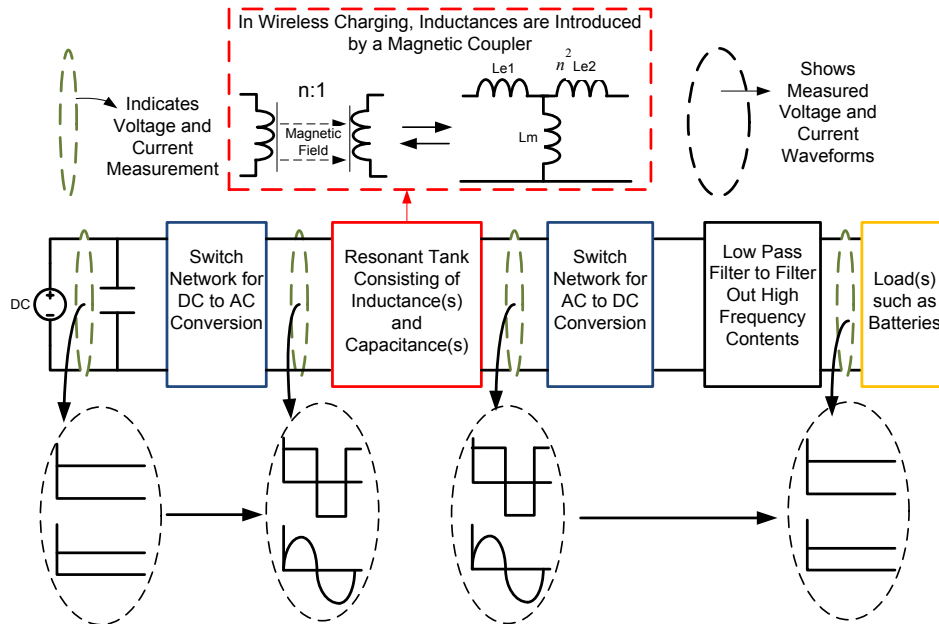 In Wireless Charging, Inductances are Introduced
by a Magnetic Coupler
Indicates
Voltage and
Current
Measurement
n:1
Magnetic
Field
Le1
n² Le2
Lm
Shows
Measured
Voltage
and
Current
Waveforms
DC
Switch
Network for
DC to AC
Conversion
Resonant Tank
Consisting of
Inductance(s)
and
Capacitance(s)
Switch
Network for
AC to DC
Conversion
Low Pass
Filter to Filter
Out High
Frequency
Contents
Load(s)
such as
Batteries